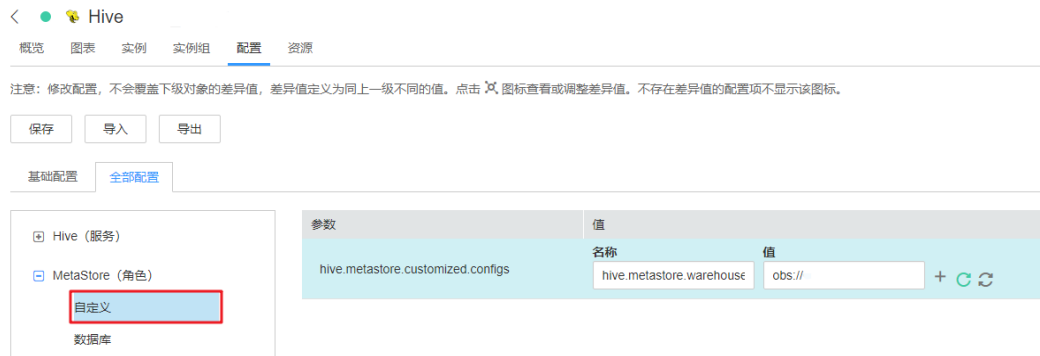 Hive
概览 图表 实例 实例组 配置 资源
注意：修改配置，不会覆盖下级对象的差异值，差异值定义为同上一级不同的值。点击 图标查看或调整差异值。不存在差异值的配置项不显示该图标。
保存 导入 导出
基础配置 全部配置
参数 值
Hive（服务）
名称 值
hive.metastore.customized.configs hive.metastore.warehouse obs://
MetaStore（角色）
自定义
数据库